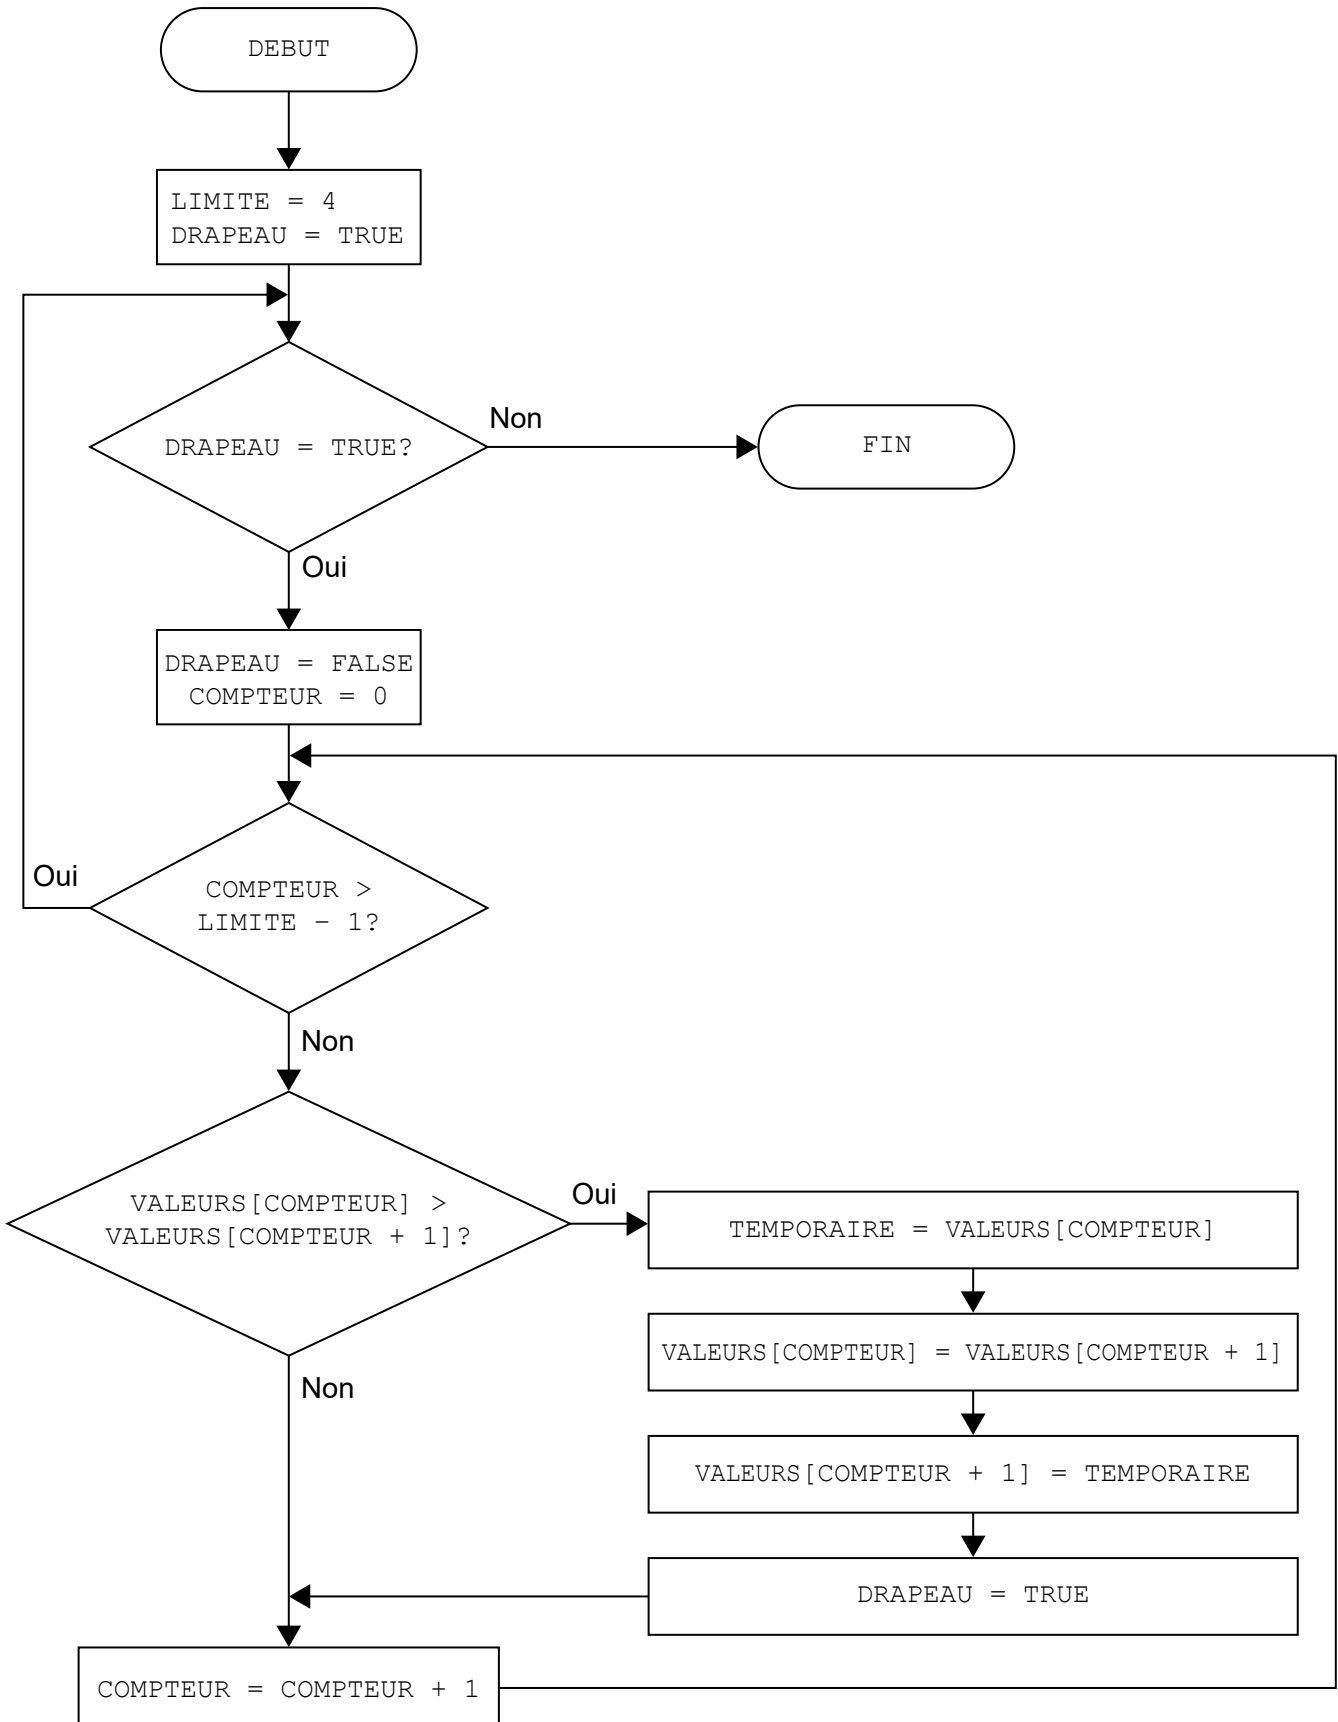 DEBUT
LIMITE = 4
DRAPEAU = TRUE
DRAPEAU = TRUE?
Non
FIN
Oui
DRAPEAU = FALSE
COMPTEUR = 0
Oui
COMPTEUR >
LIMITE – 1?
Non
VALEURS[COMPTEUR] >
VALEURS[COMPTEUR + 1]?
Oui
TEMPORAIRE = VALEURS[COMPTEUR]
VALEURS[COMPTEUR] = VALEURS[COMPTEUR + 1]
Non
VALEURS[COMPTEUR + 1] = TEMPORAIRE
DRAPEAU = TRUE
COMPTEUR = COMPTEUR + 1